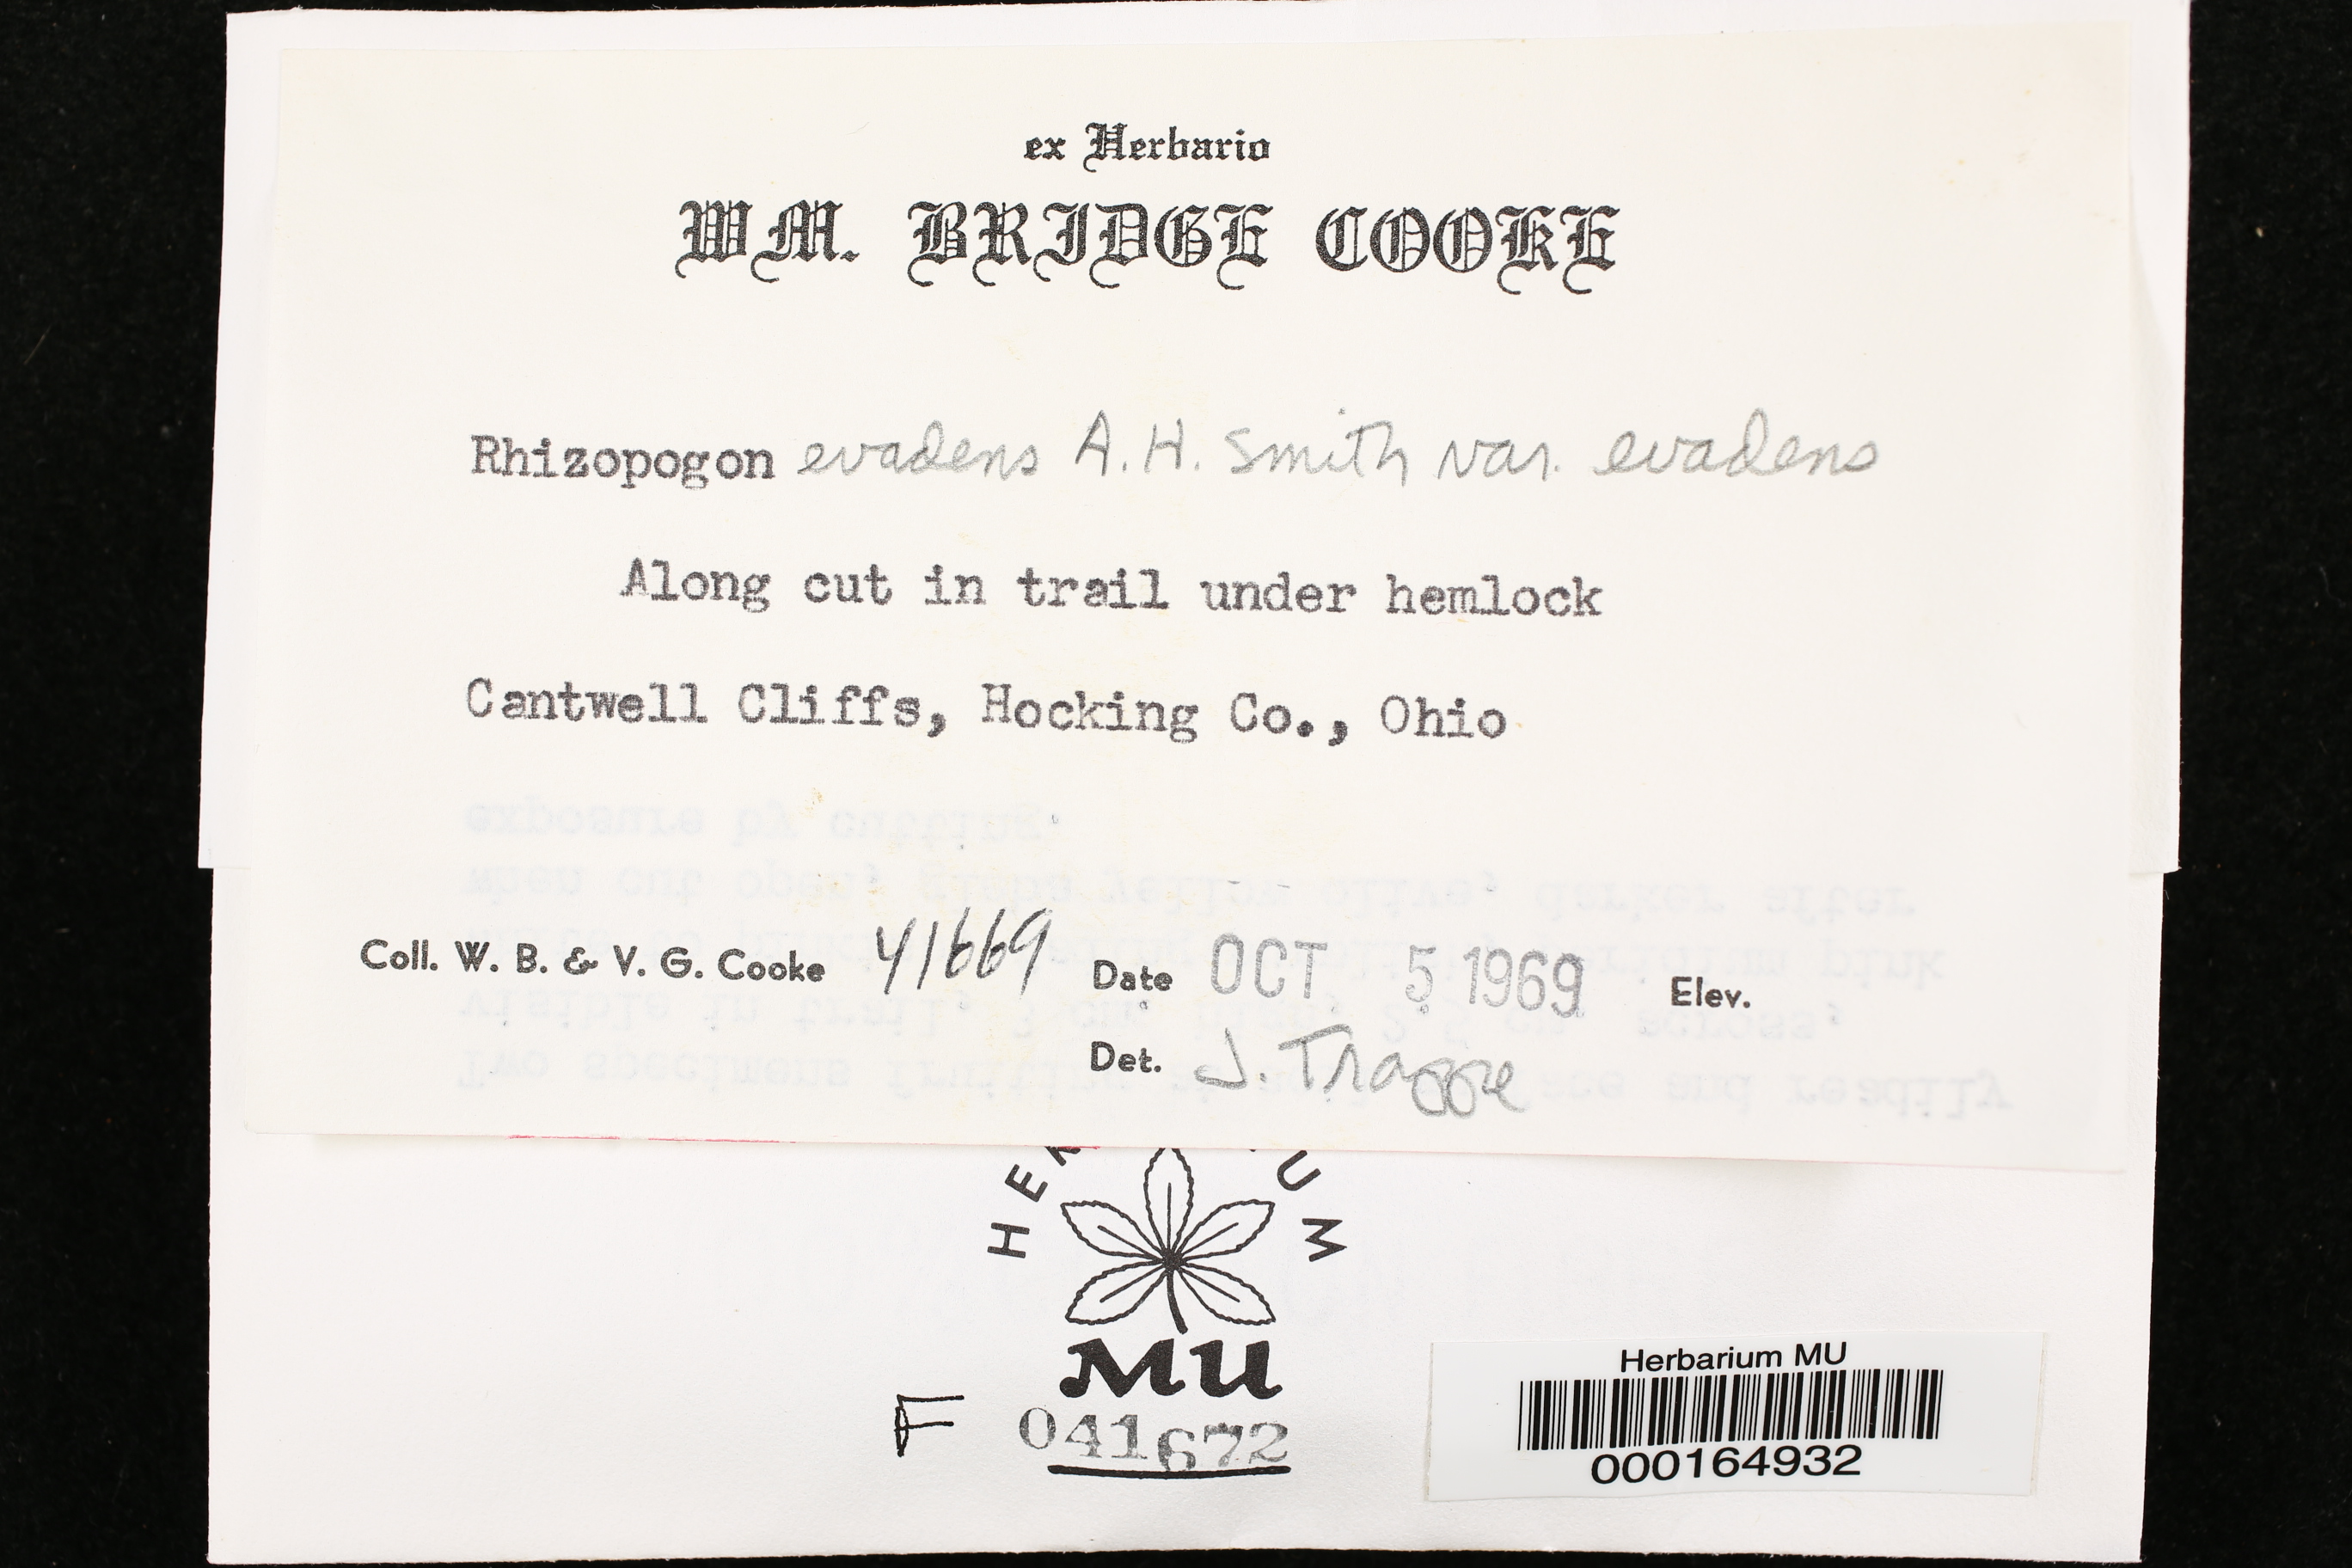 ex Herbario
WM. BRIDGE COOKE
Rhizopogon evadens A.H. Smith var. evadens
Along cut in trail under hemlock
Cantwell Cliffs, Hocking Co., Ohio
Coll. W. B. & V. G. Cooke 41669 Date OCT 5 1969 Elev.
Det. J. Trappe
MU
F 041672
Herbarium MU
000164932